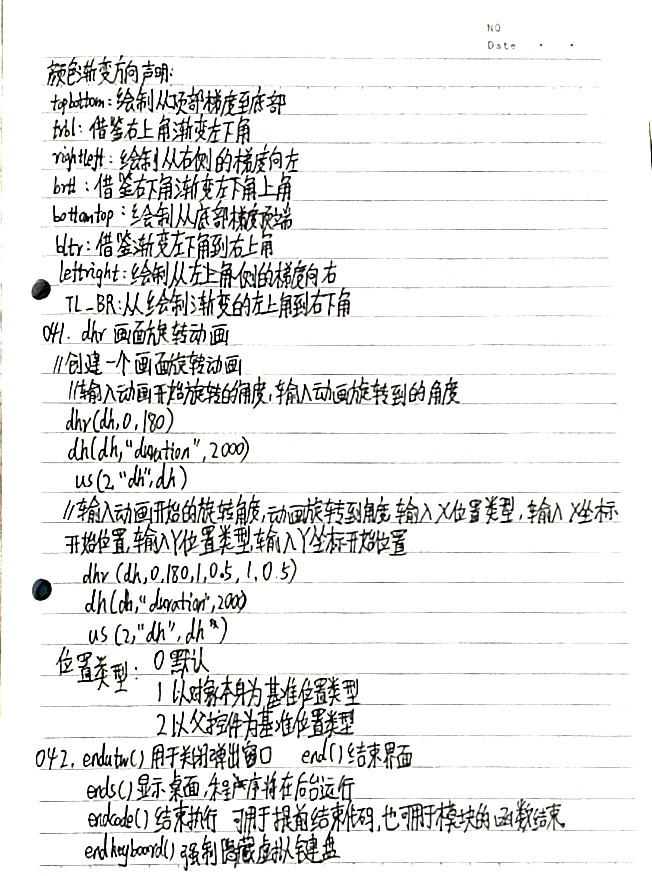 NO
Date . .
颜色渐变方向声明:
topbottom:绘制从顶部梯度至底部
trbl:借鉴右上角渐变左下角
rightleft:绘制从右侧的梯度向左
brtl:借鉴右下角渐变左下角上角
bottomtop:绘制从底部梯度顶端
bltr:借鉴渐变左下角到右上角
leftright:绘制从左上角侧的梯度向右
TL_BR:从绘制渐变的左上角到右下角
041. dhr 画面旋转动画
//创建一个画面旋转动画
//输入动画开始旋转的角度,输入动画旋转到的角度
dhr(dh,0,180)
dh(dh,"duration",2000)
us(2,"dh",dh)
//输入动画开始的旋转角度,动画旋转到角度,输入X位置类型,输入X坐标
开始位置,输入Y位置类型,输入Y坐标开始位置
dhr(dh,0,180,1,0.5,1,0.5)
dh(dh,"duration",2000)
us(2,"dh",dh)
位置类型: 0 默认
1 以对象本身为基准位置类型
2 以父控件为基准位置类型
042. endutw()用于关闭弹出窗口 end()结束界面
ends()显示桌面,程序将在后台运行
endcode()结束执行 可用于提前结束代码,也可用于模块的函数结束。
endkeyboard()强制隐藏虚拟键盘